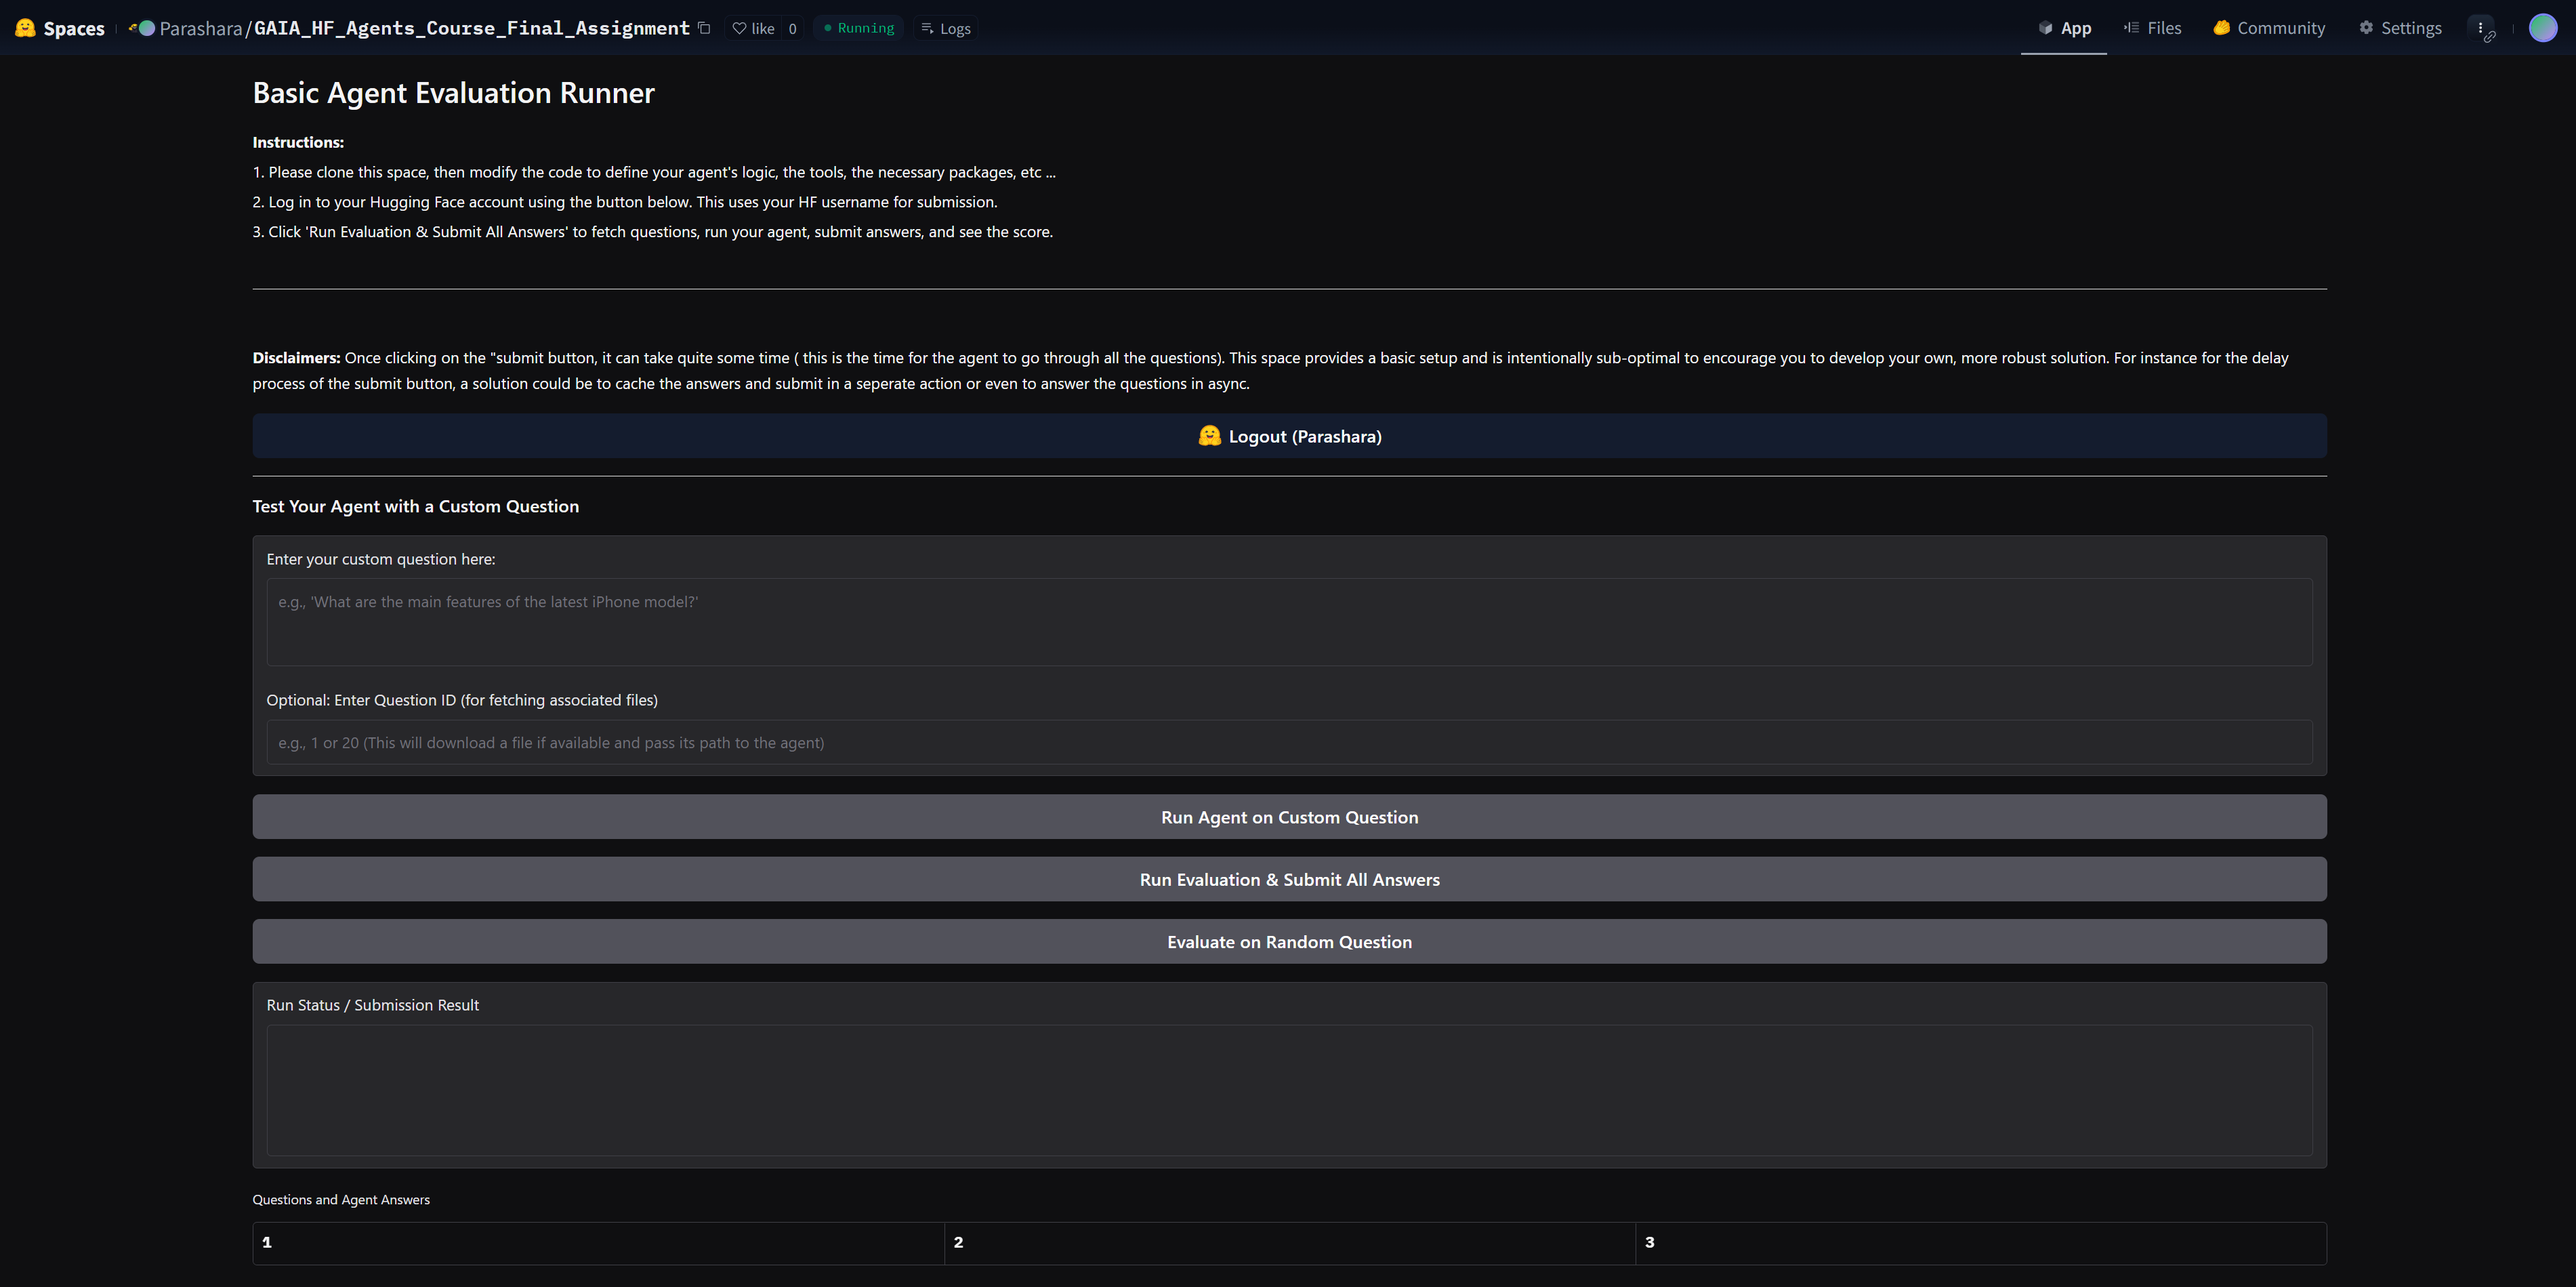 Spaces
Parashara/GAIA_HF_Agents_Course_Final_Assignment
like 0
Running
Logs
App
Files
Community
Settings
Basic Agent Evaluation Runner
Instructions:
1. Please clone this space, then modify the code to define your agent's logic, the tools, the necessary packages, etc ...
2. Log in to your Hugging Face account using the button below. This uses your HF username for submission.
3. Click 'Run Evaluation & Submit All Answers' to fetch questions, run your agent, submit answers, and see the score.
Disclaimers: Once clicking on the "submit button, it can take quite some time ( this is the time for the agent to go through all the questions). This space provides a basic setup and is intentionally sub-optimal to encourage you to develop your own, more robust solution. For instance for the delay
process of the submit button, a solution could be to cache the answers and submit in a seperate action or even to answer the questions in async.
Logout (Parashara)
Test Your Agent with a Custom Question
Enter your custom question here:
e.g., 'What are the main features of the latest iPhone model?'
Optional: Enter Question ID (for fetching associated files)
e.g., 1 or 20 (This will download a file if available and pass its path to the agent)
Run Agent on Custom Question
Run Evaluation & Submit All Answers
Evaluate on Random Question
Run Status / Submission Result
Questions and Agent Answers
1 2 3